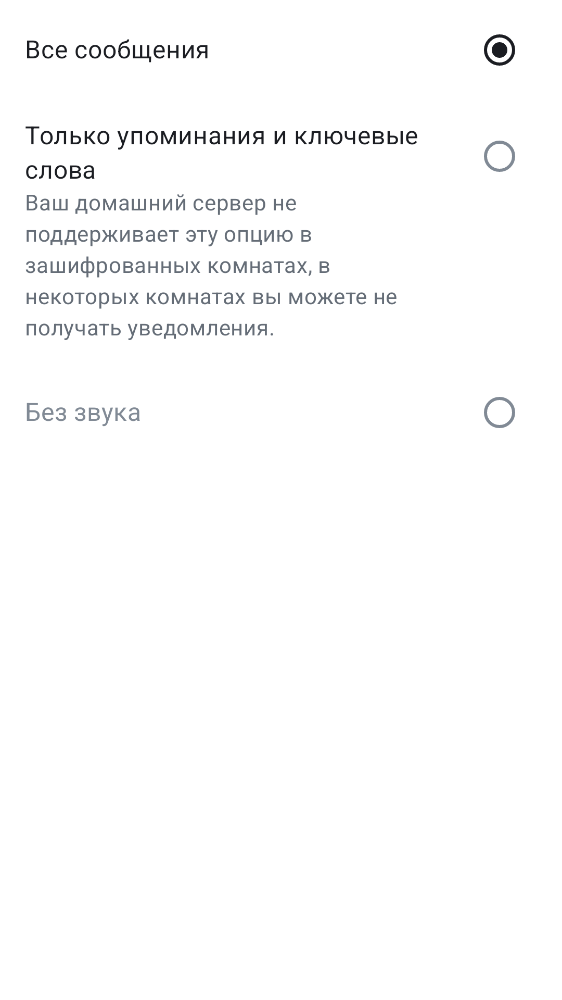 Все сообщения
Только упоминания и ключевые
слова
Ваш домашний сервер не
поддерживает эту опцию в
зашифрованных комнатах, в
некоторых комнатах вы можете не
получать уведомления.
Без звука